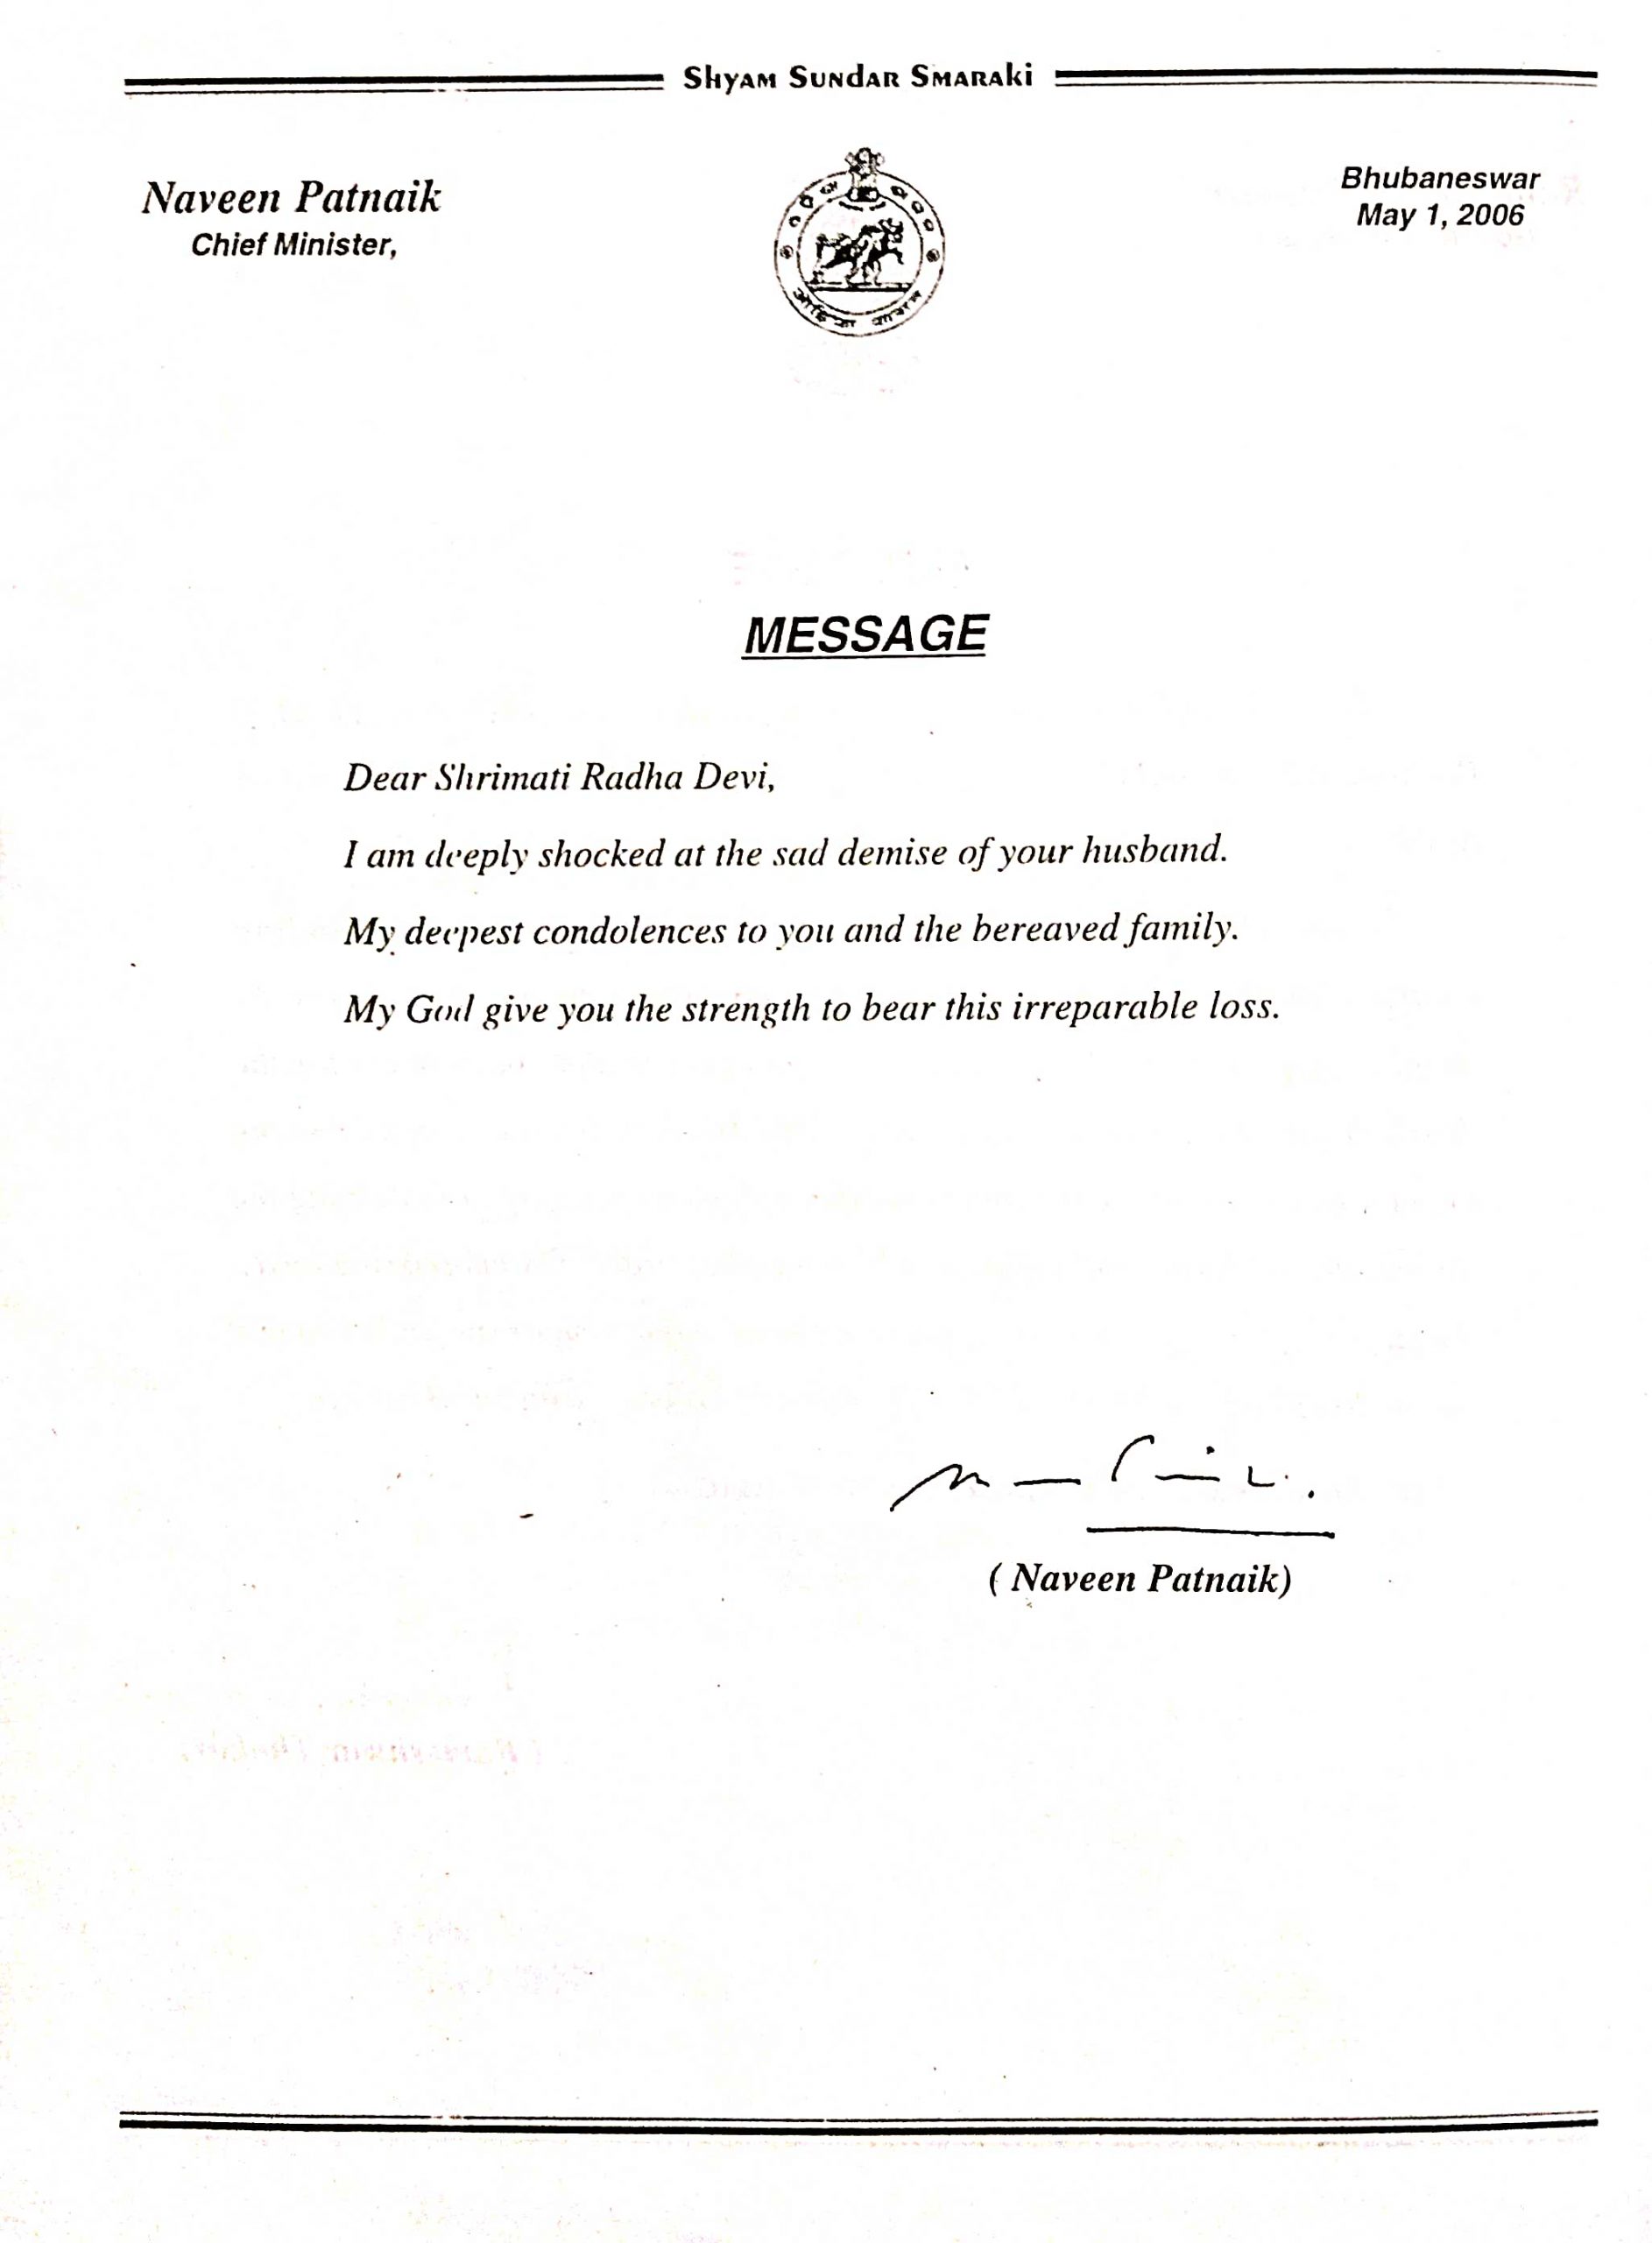 Shyam Sundar Smaraki
Naveen Patnaik
Chief Minister,
Bhubaneswar
May 1, 2006
MESSAGE
Dear Shrimati Radha Devi,
I am deeply shocked at the sad demise of your husband.
My deepest condolences to you and the bereaved family.
My God give you the strength to bear this irreparable loss.
( Naveen Patnaik)